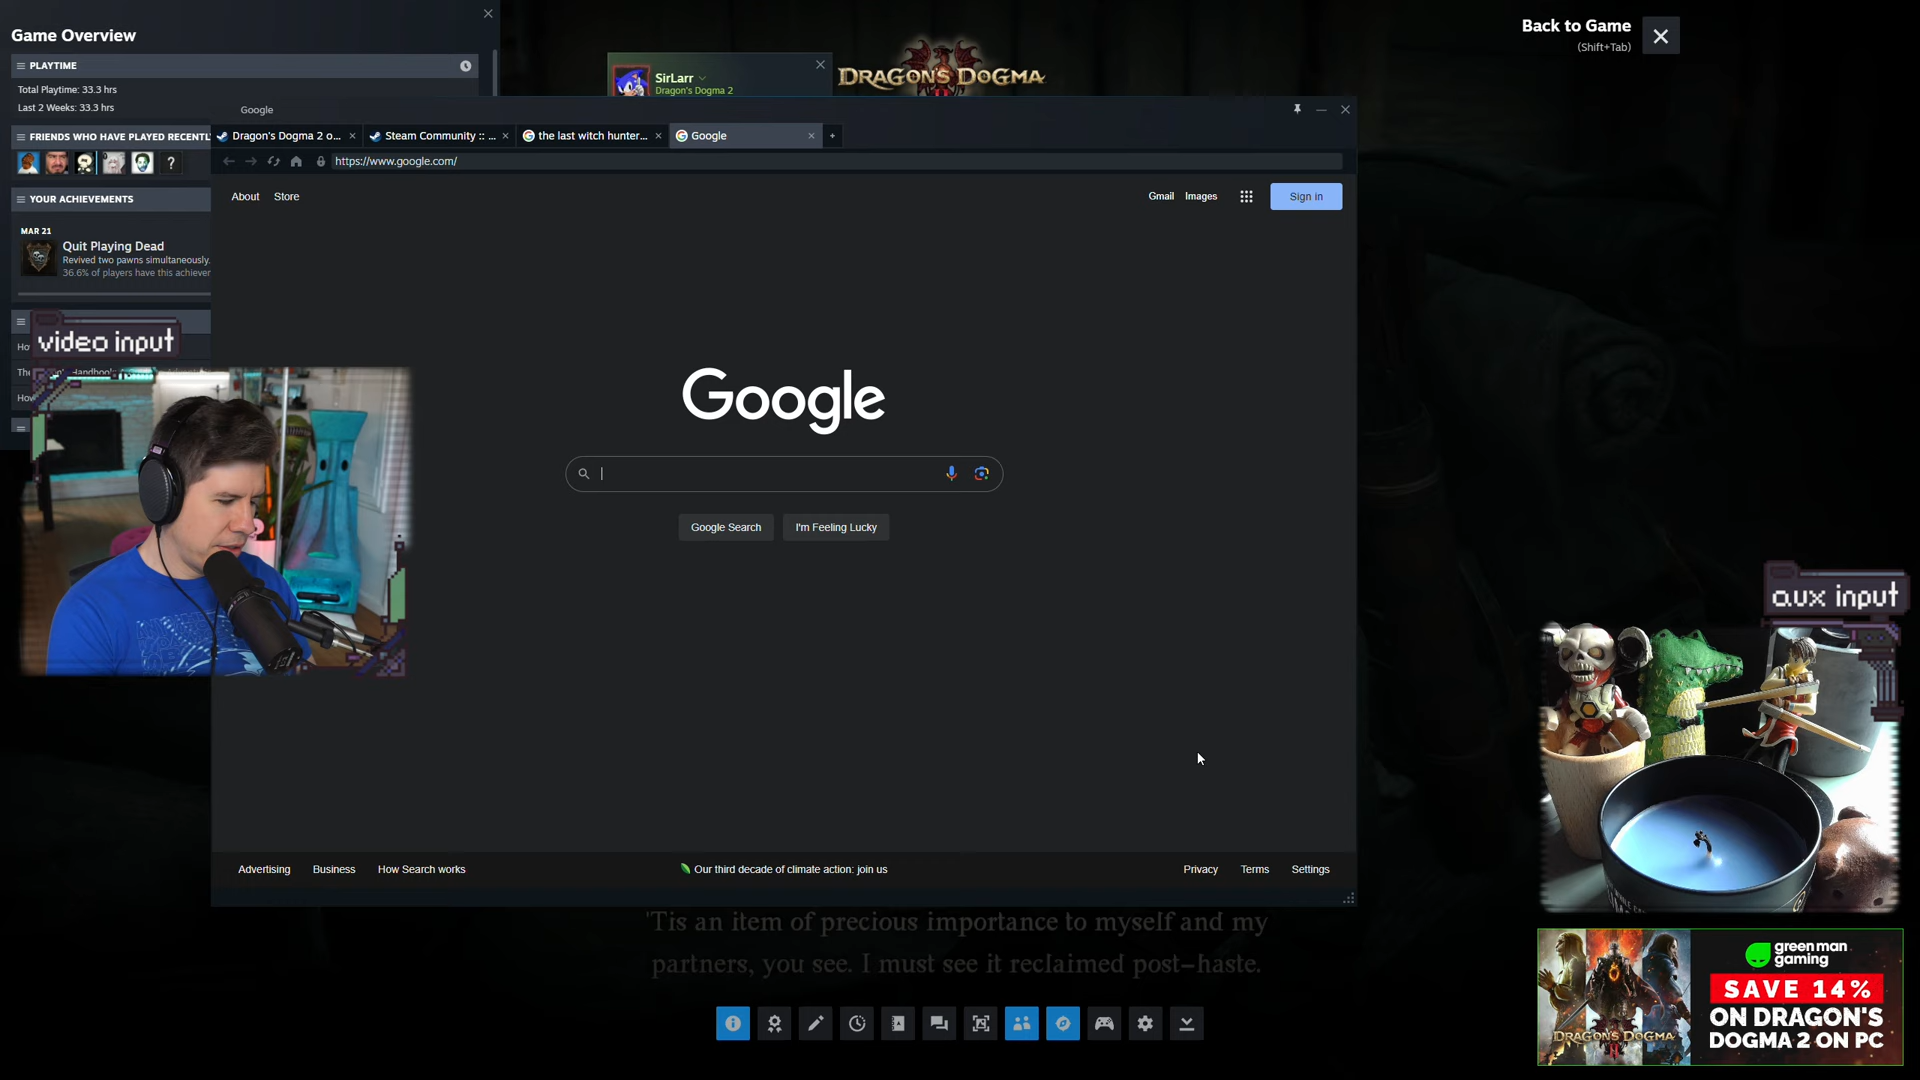 Game Overview
PLAYTIME
Total Playtime: 33.3 hrs
Last 2 Weeks: 33.3 hrs
FRIENDS WHO HAVE PLAYED RECENTL
?
YOUR ACHIEVEMENTS
MAR 21
Quit Playing Dead
Revived two pawns simultaneously.
36.6% of players have this achiever
video input
SirLarr
Dragon's Dogma 2
DRAGON'S DOGMA
Back to Game
(Shift+Tab)
Google
Dragon's Dogma 2 o...
Steam Community :: ...
the last witch hunter...
Google
https://www.google.com/
About
Store
Gmail
Images
Sign in
Google
Google Search
I'm Feeling Lucky
Advertising
Business
How Search works
Our third decade of climate action: join us
Privacy
Terms
Settings
'Tis an item of precious importance to myself and my
partners, you see. I must see it reclaimed post-haste.
aux input
green man
gaming
SAVE 14%
ON DRAGON'S
DOGMA 2 ON PC
DRAGON'S DOGMA